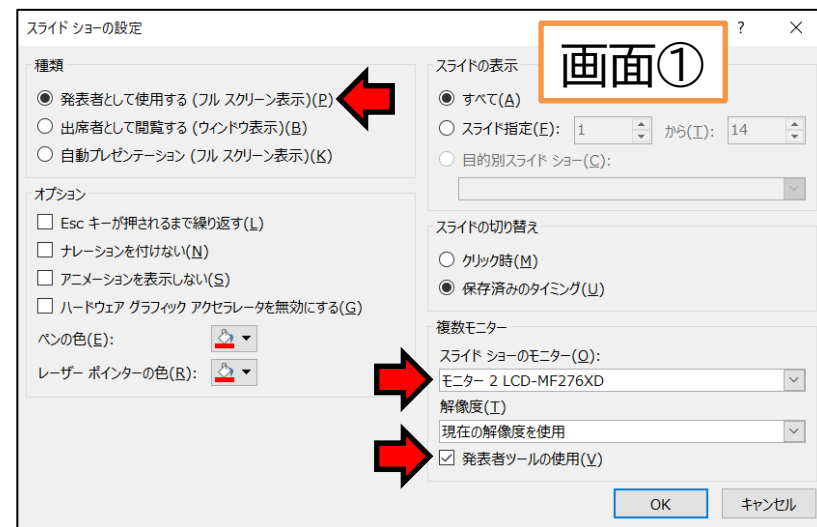 スライド ショーの設定
?
×
画面①
種類
発表者として使用する (フル スクリーン表示)(P)
出席者として閲覧する (ウィンドウ表示)(B)
自動プレゼンテーション (フル スクリーン表示)(K)
オプション
Esc キーが押されるまで繰り返す(L)
ナレーションを付けない(N)
アニメーションを表示しない(S)
ハードウェア グラフィック アクセラレータを無効にする(G)
ペンの色(E):
レーザー ポインターの色(R):
スライドの表示
すべて(A)
スライド指定(F): 1 から(T): 14
目的別スライド ショー(C):
スライドの切り替え
クリック時(M)
保存済みのタイミング(U)
複数モニター
スライド ショーのモニター(O):
モニター 2 LCD-MF276XD
解像度(T)
現在の解像度を使用
発表者ツールの使用(V)
OK
キャンセル